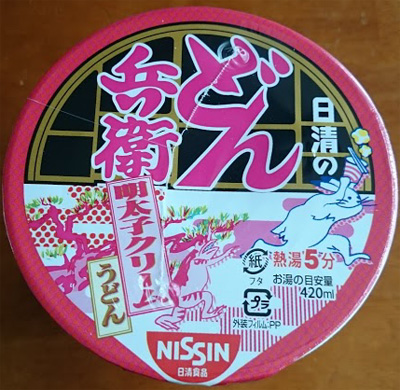 日清の
どん
兵衛
明太子クリーム
うどん
紙
フタ
熱湯5分
お湯の目安量
420ml
プラ
外装フィルム:PP
NISSIN
日清食品